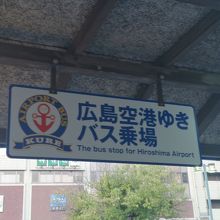 AIRPORT BUS
KURE
広島空港ゆき
バス乗場
The bus stop for Hiroshima Airport